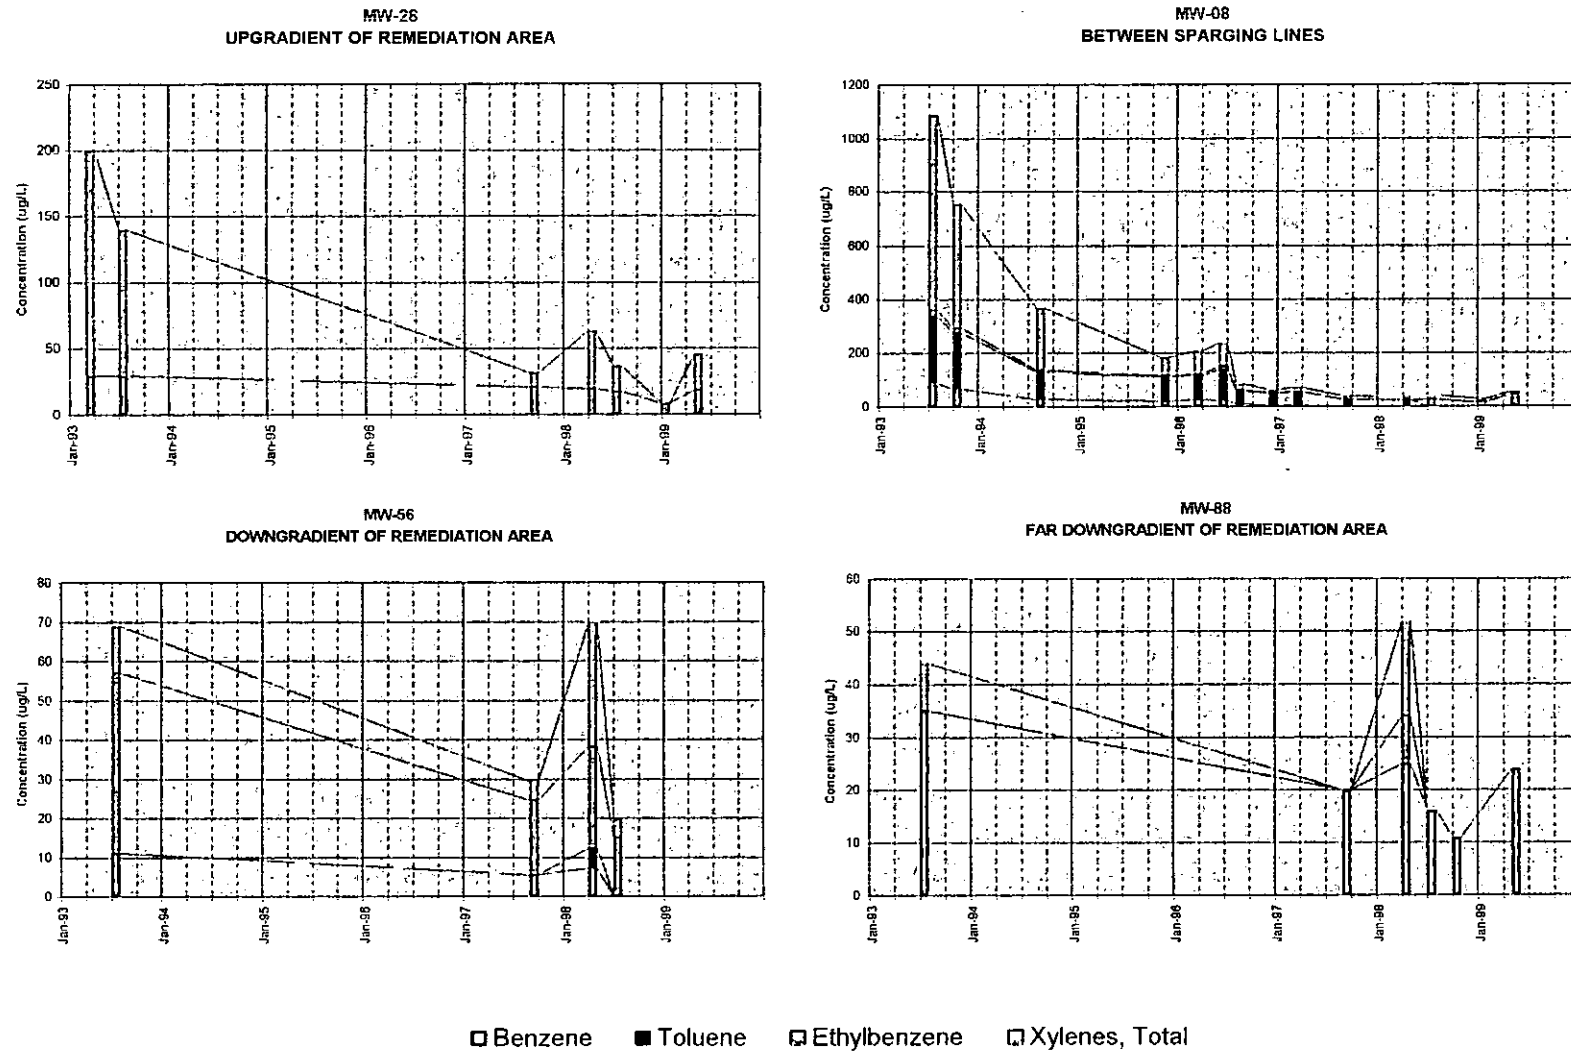 MW-28
UPGRADIENT OF REMEDIATION AREA
Concentration (ug/L)
250
200
150
100
50
0
Jan-93
Jan-94
Jan-95
Jan-96
Jan-97
Jan-98
Jan-99
MW-08
BETWEEN SPARGING LINES
Concentration (ug/L)
1200
1000
800
600
400
200
0
Jan-93
Jan-94
Jan-95
Jan-96
Jan-97
Jan-98
Jan-99
MW-56
DOWNGRADIENT OF REMEDIATION AREA
Concentration (ug/L)
80
70
60
50
40
30
20
10
0
Jan-93
Jan-94
Jan-95
Jan-96
Jan-97
Jan-98
Jan-99
MW-88
FAR DOWNGRADIENT OF REMEDIATION AREA
Concentration (ug/L)
60
50
40
30
20
10
0
Jan-93
Jan-94
Jan-95
Jan-96
Jan-97
Jan-98
Jan-99
Benzene
Toluene
Ethylbenzene
Xylenes, Total